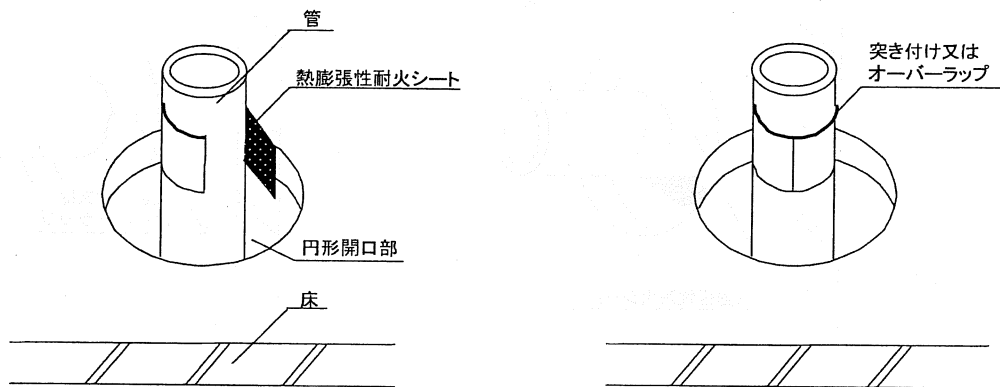 管
熱膨張性耐火シート
円形開口部
床
突き付け又は
オーバーラップ